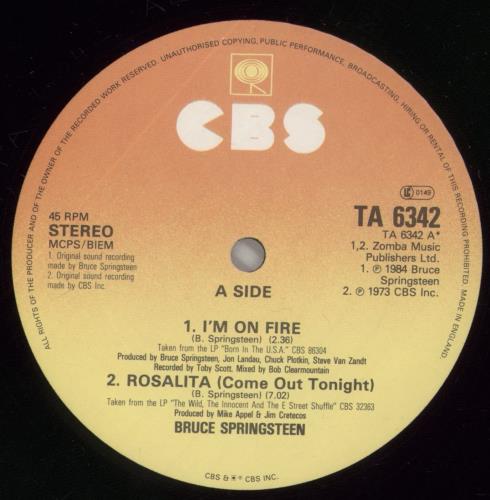 ALL RIGHTS OF THE PRODUCER AND OF THE OWNER OF THE RECORDED WORK RESERVED. UNAUTHORISED COPYING, PUBLIC PERFORMANCE, BROADCASTING, HIRING OR RENTAL OF THIS RECORDING PROHIBITED. MADE IN ENGLAND.
CBS
45 RPM
STEREO
MCPS/BIEM
1. Original sound recording
made by Bruce Springsteen
2. Original sound recording
made by CBS Inc.
LC 0149
TA 6342
TA 6342 A*
1,2. Zomba Music
Publishers Ltd.
1. ℗ 1984 Bruce
Springsteen
2. ℗ 1973 CBS Inc.
A SIDE
1. I'M ON FIRE
(B. Springsteen) (2.36)
Taken from the LP "Born In The U.S.A." CBS 86304
Produced by Bruce Springsteen, Jon Landau, Chuck Plotkin, Steve Van Zandt
Recorded by Toby Scott. Mixed by Bob Clearmountain
2. ROSALITA (Come Out Tonight)
(B. Springsteen) (7.02)
Taken from the LP "The Wild, The Innocent And The E Street Shuffle" CBS 32363
Produced by Mike Appel & Jim Cretecos
BRUCE SPRINGSTEEN
CBS & CBS INC.